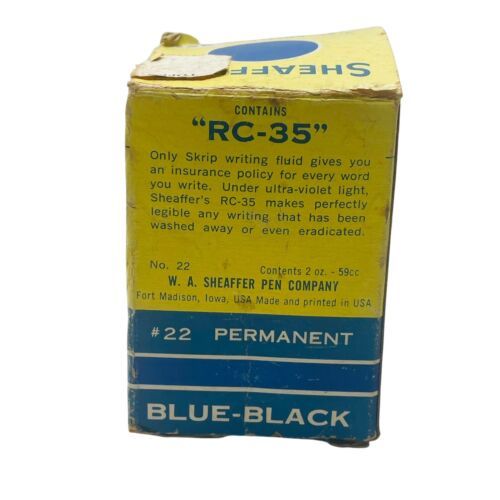 SHEAFFER
CONTAINS
“RC-35”
Only Skrip writing fluid gives you
an insurance policy for every word
you write. Under ultra-violet light,
Sheaffer's RC-35 makes perfectly
legible any writing that has been
washed away or even eradicated.
No. 22 Contents 2 oz. - 59cc
W. A. SHEAFFER PEN COMPANY
Fort Madison, Iowa, USA Made and printed in USA
#22 PERMANENT
BLUE-BLACK